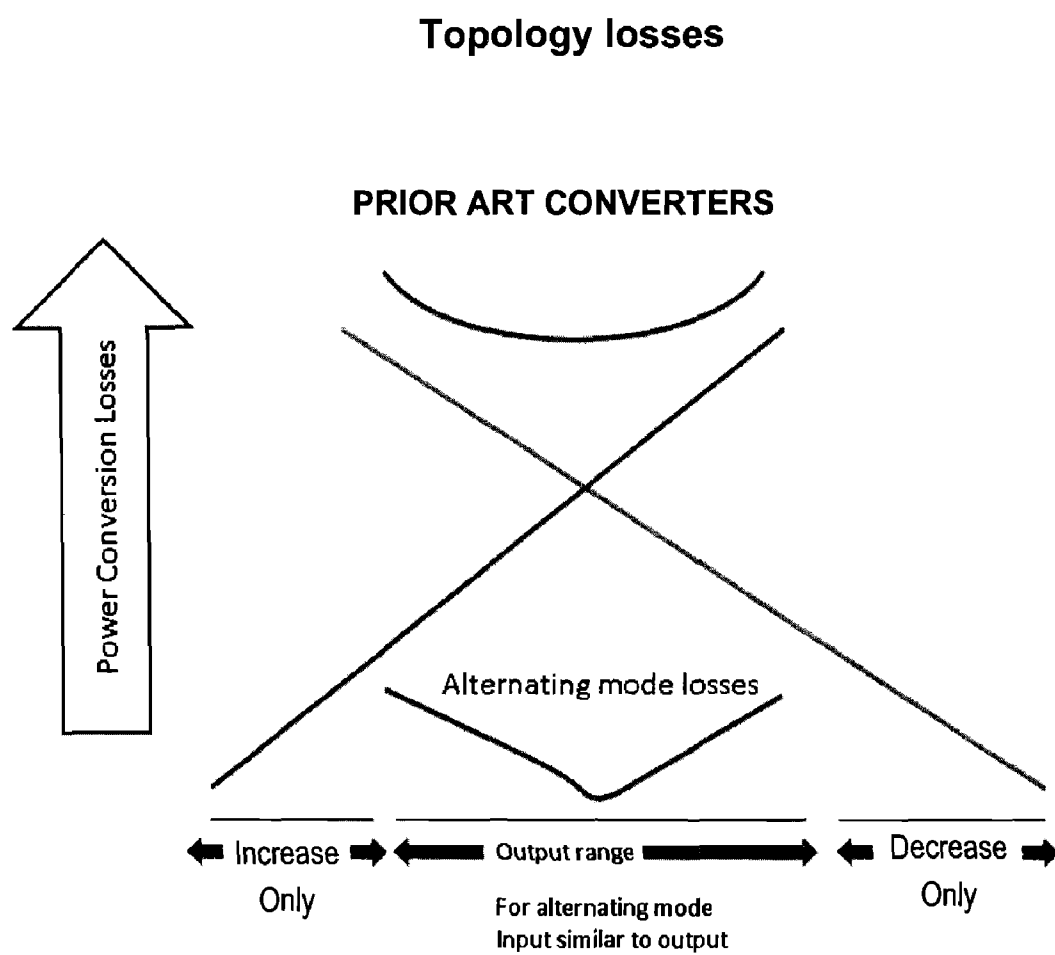 Topology losses
PRIOR ART CONVERTERS
Power Conversion Losses
Alternating mode losses
Increase
Only
Output range
For alternating mode
Input similar to output
Decrease
Only